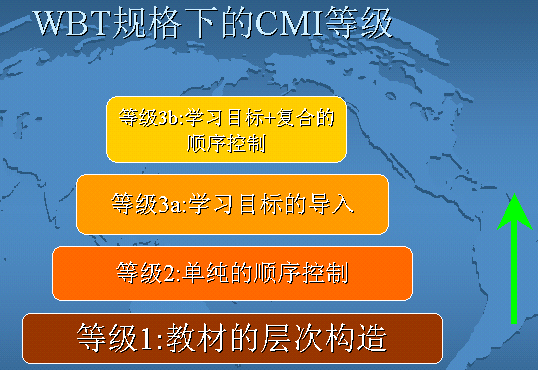 WBT规格下的CMI等级
等级3b:学习目标+复合的
顺序控制
等级3a:学习目标的导入
等级2:单纯的顺序控制
等级1:教材的层次构造